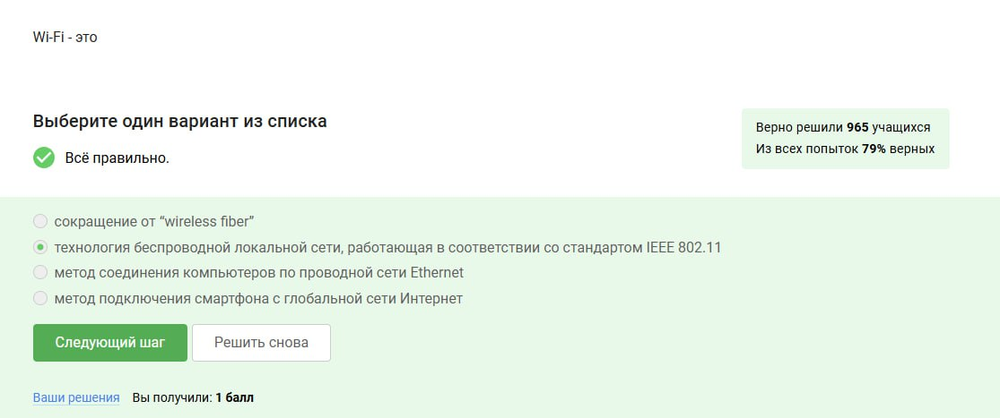 Wi-Fi - это
Выберите один вариант из списка
Всё правильно.
Верно решили 965 учащихся
Из всех попыток 79% верных
сокращение от “wireless fiber”
технология беспроводной локальной сети, работающая в соответствии со стандартом IEEE 802.11
метод соединения компьютеров по проводной сети Ethernet
метод подключения смартфона с глобальной сети Интернет
Следующий шаг Решить снова
Ваши решения Вы получили: 1 балл